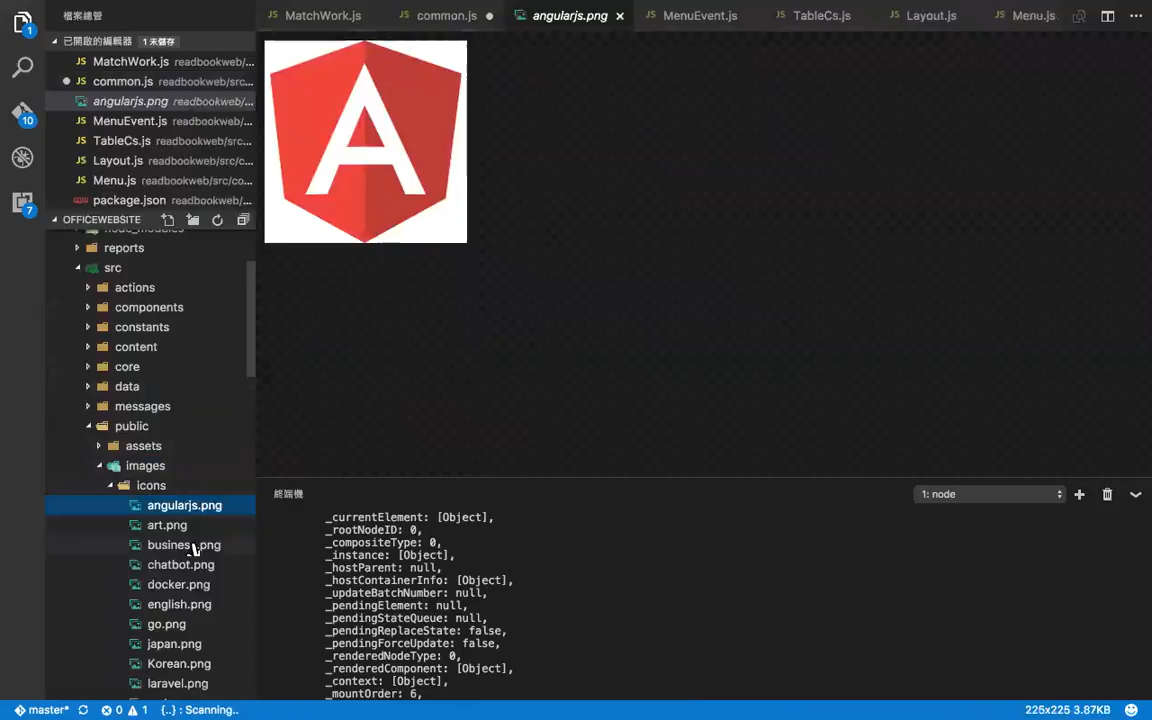 檔案總管
MatchWork.js
common.js
angularjs.png
MenuEvent.js
TableCs.js
Layout.js
Menu.js
已開啟的編輯器 1 未儲存
JS MatchWork.js readbookweb/...
JS common.js readbookweb/src...
angularjs.png readbookweb/...
JS MenuEvent.js readbookweb/...
JS TableCs.js readbookweb/src...
JS Layout.js readbookweb/src/c...
JS Menu.js readbookweb/src/co...
package.json readbookweb/...
OFFICEWEBSITE
node_modules
reports
src
actions
components
constants
content
core
data
messages
public
assets
images
icons
angularjs.png
art.png
.png
chatbot.png
docker.png
english.png
go.png
japan.png
Korean.png
laravel.png
1
10
7
A
終端機
1: node
_currentElement: [Object],
_rootNodeID: 0,
_compositeType: 0,
_instance: [Object],
_hostParent: null,
_hostContainerInfo: [Object],
_updateBatchNumber: null,
_pendingElement: null,
_pendingStateQueue: null,
_pendingReplaceState: false,
_pendingForceUpdate: false,
_renderedNodeType: 0,
_renderedComponent: [Object],
_context: [Object],
_mountOrder: 6,
master* 0 1 {..} : Scanning..
225x225 3.87KB